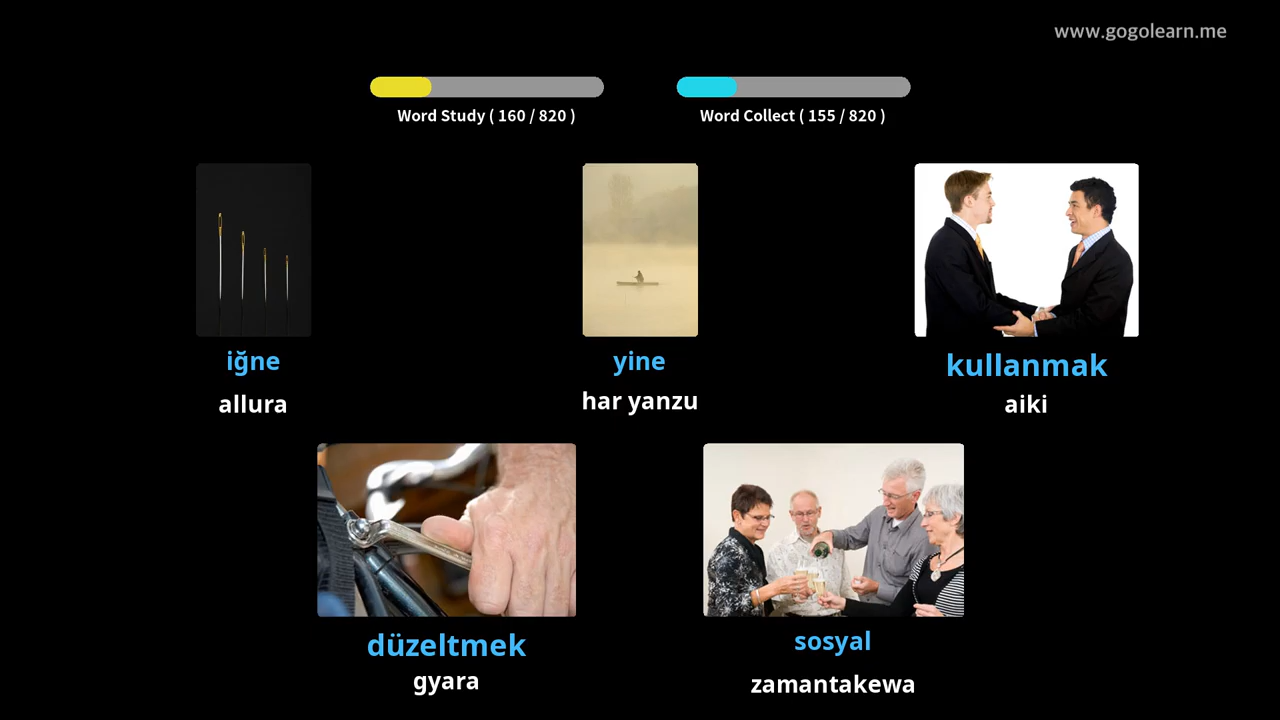 www.gogolearn.me
Word Study ( 160 / 820 )
Word Collect ( 155 / 820 )
iğne
allura
yine
har yanzu
kullanmak
aiki
düzeltmek
gyara
sosyal
zamantakewa